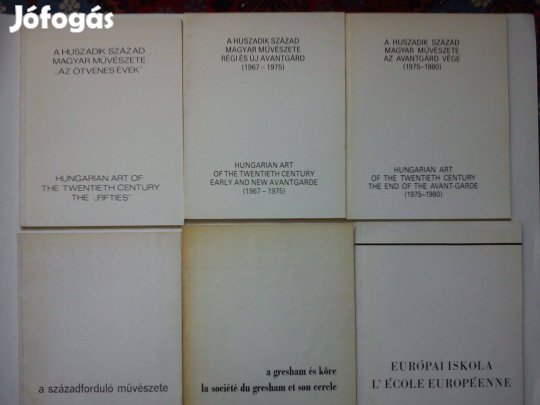 Jófogás
A HUSZADIK SZÁZAD
MAGYAR MŰVÉSZETE
„AZ ÖTVENES ÉVEK"
HUNGARIAN ART OF
THE TWENTIETH CENTURY
THE „FIFTIES"
A HUSZADIK SZÁZAD
MAGYAR MŰVÉSZETE
RÉGI ÉS ÚJ AVANTGÁRD
(1967–1975)
HUNGARIAN ART
OF THE TWENTIETH CENTURY
EARLY AND NEW AVANTGARDE
(1967–1975)
A HUSZADIK SZÁZAD
MAGYAR MŰVÉSZETE
AZ AVANTGÁRD VÉGE
(1975–1980)
HUNGARIAN ART
OF THE TWENTIETH CENTURY
THE END OF THE AVANT-GARDE
(1975–1980)
a századforduló művészete
a gresham és köre
la société du gresham et son cercle
EURÓPAI ISKOLA
L'ÉCOLE EUROPÉENNE